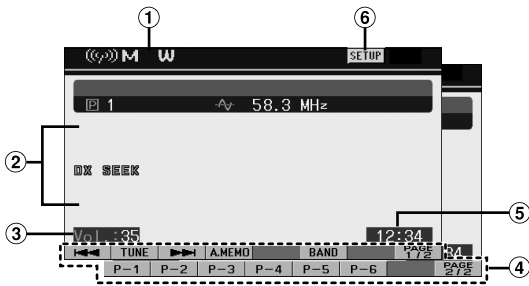 ① ⑥
((·)) M W SETUP
P 1 58.3 MHz
②
DX SEEK
③ ⑤
Vol.:35 12:34
TUNE A.MEMO BAND PAGE 1/2 34
P-1 P-2 P-3 P-4 P-5 P-6 PAGE 2/2 ④